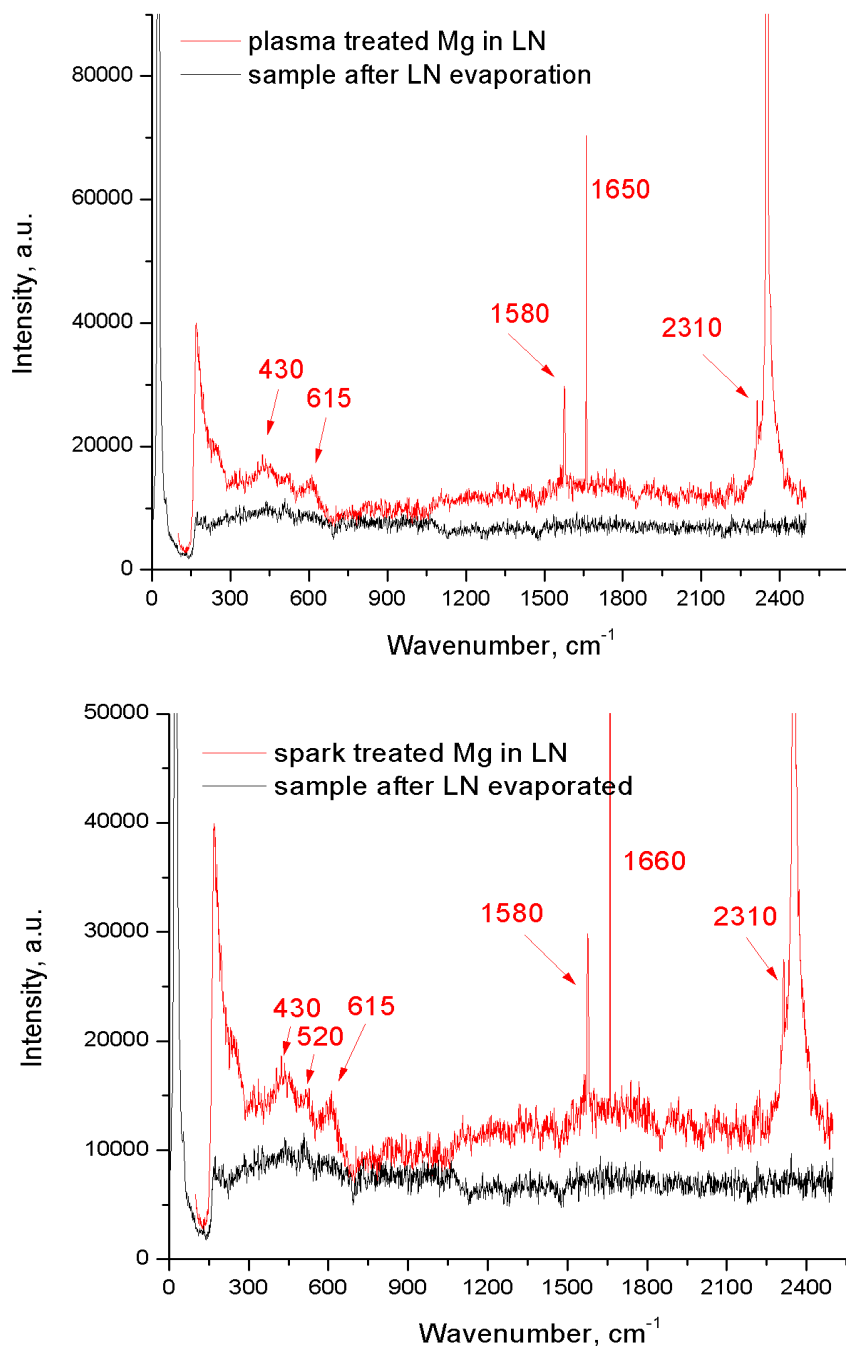 plasma treated Mg in LN
sample after LN evaporation
80000
60000
40000
20000
0
Intensity, a.u.
1650
1580
2310
430
615
0 300 600 900 1200 1500 1800 2100 2400
Wavenumber, cm⁻¹
50000
40000
30000
20000
10000
0
Intensity, a.u.
spark treated Mg in LN
sample after LN evaporated
1660
1580
2310
430
520
615
0 300 600 900 1200 1500 1800 2100 2400
Wavenumber, cm⁻¹